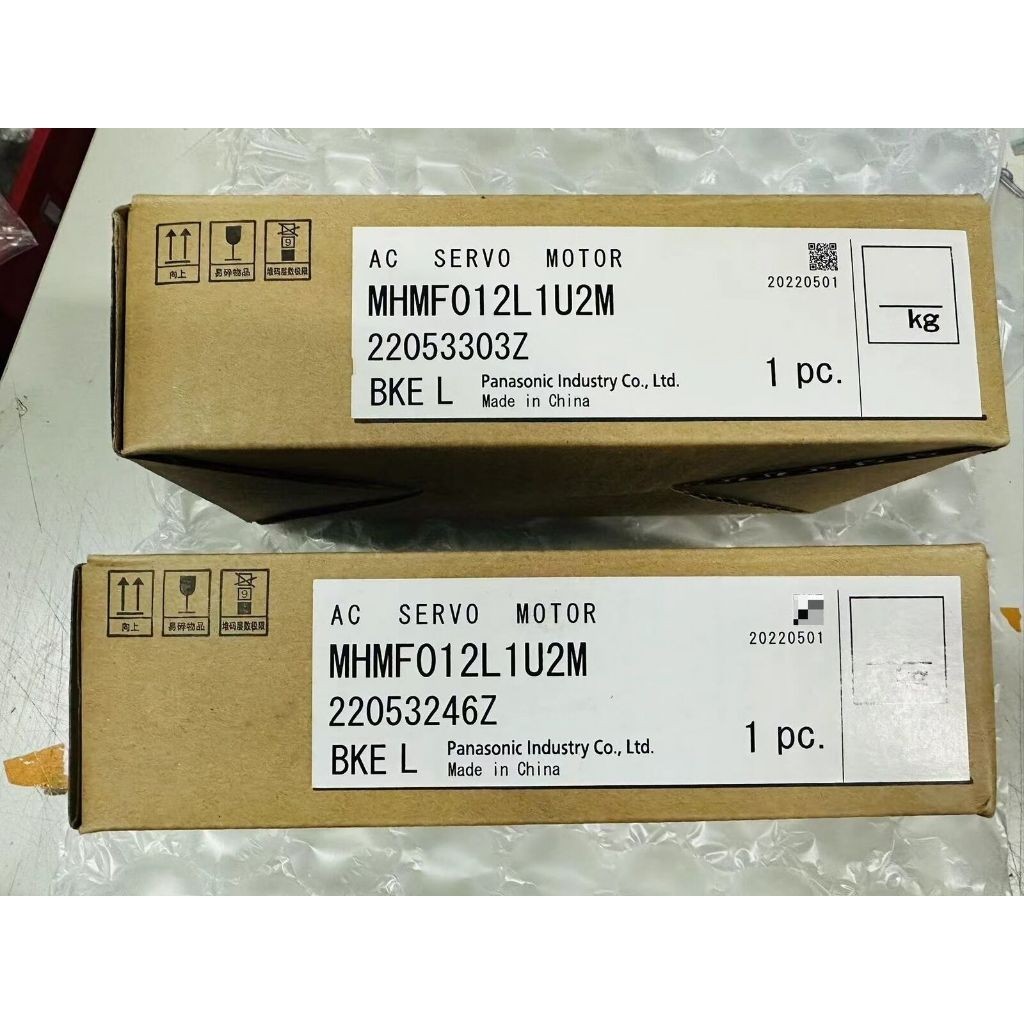 向上
易碎物品
9
堆码层数极限
AC SERVO MOTOR
20220501
MHMF012L1U2M
22053303Z
1 pc.
BKE L Panasonic Industry Co., Ltd.
Made in China
kg
向上
易碎物品
9
堆码层数极限
AC SERVO MOTOR
20220501
MHMF012L1U2M
22053246Z
1 pc.
BKE L Panasonic Industry Co., Ltd.
Made in China